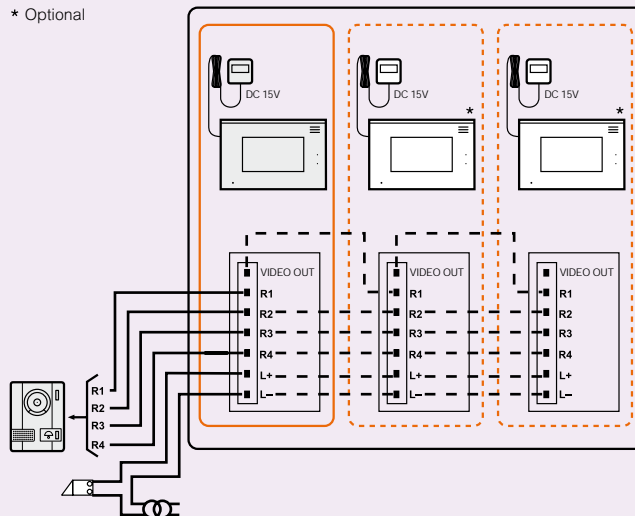 * Optional
DC 15V
DC 15V
DC 15V
*
*
VIDEO OUT
R1
R2
R3
R4
L+
L–
VIDEO OUT
R1
R2
R3
R4
L+
L–
VIDEO OUT
R1
R2
R3
R4
L+
L–
R1
R2
R3
R4